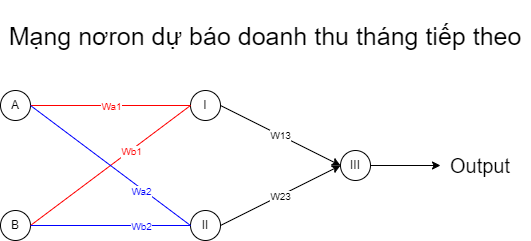 Mạng nơron dự báo doanh thu tháng tiếp theo
A
Wa1
I
W13
Wb1
III
Output
Wa2
W23
B
Wb2
II